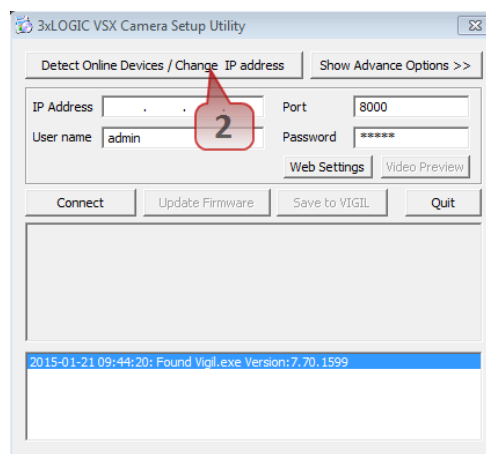 3xLOGIC VSX Camera Setup Utility
Detect Online Devices / Change IP address
Show Advance Options >>
IP Address . . . Port 8000
2
User name admin Password *****
Web Settings Video Preview
Connect Update Firmware Save to VIGIL Quit
2015-01-21 09:44:20: Found Vigil.exe Version:7.70.1599